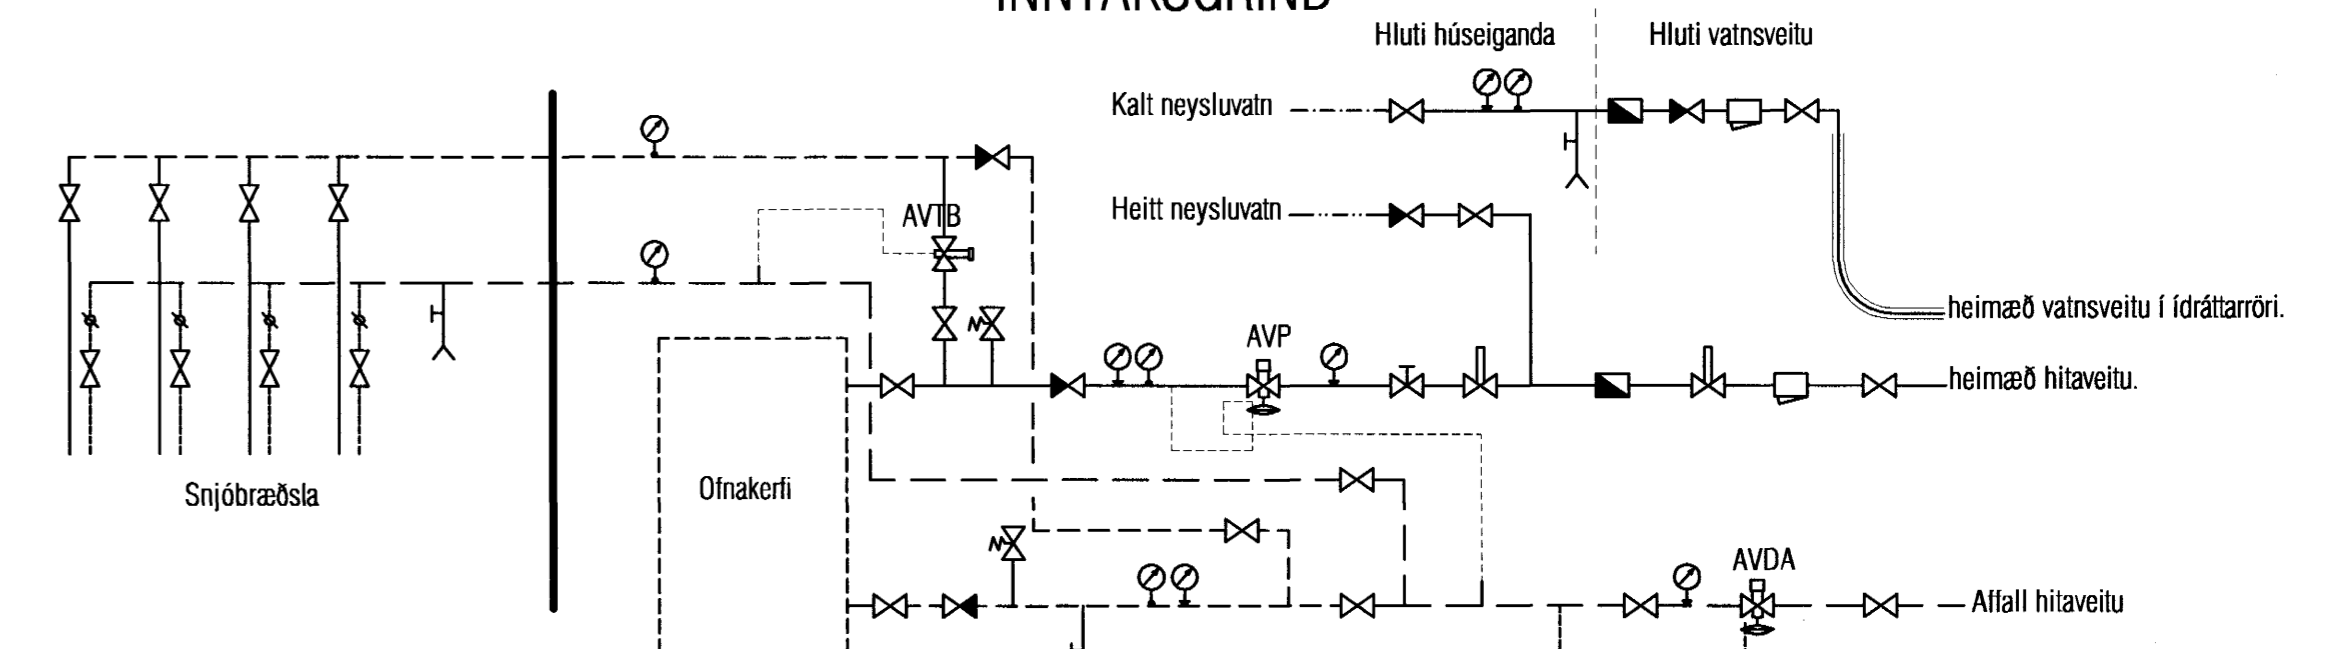 INNTAKSGRIND
Hluti húseiganda
Hluti vatnsveitu
Kalt neysluvatn
Heitt neysluvatn
AVTB
heimæð vatnsveitu í ídráttarröri.
AVP
heimæð hitaveitu.
Snjóbræðsla
Ofnakerfi
AVDA
Affall hitaveitu